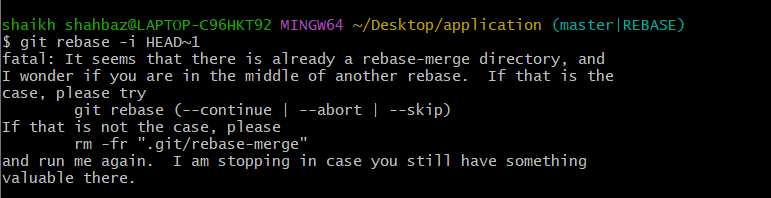 shaikh shahbaz@LAPTOP-C96HKT92 MINGW64 ~/Desktop/application (master|REBASE)
$ git rebase -i HEAD~1
fatal: It seems that there is already a rebase-merge directory, and
I wonder if you are in the middle of another rebase.  If that is the
case, please try
        git rebase (--continue | --abort | --skip)
If that is not the case, please
        rm -fr ".git/rebase-merge"
and run me again.  I am stopping in case you still have something
valuable there.